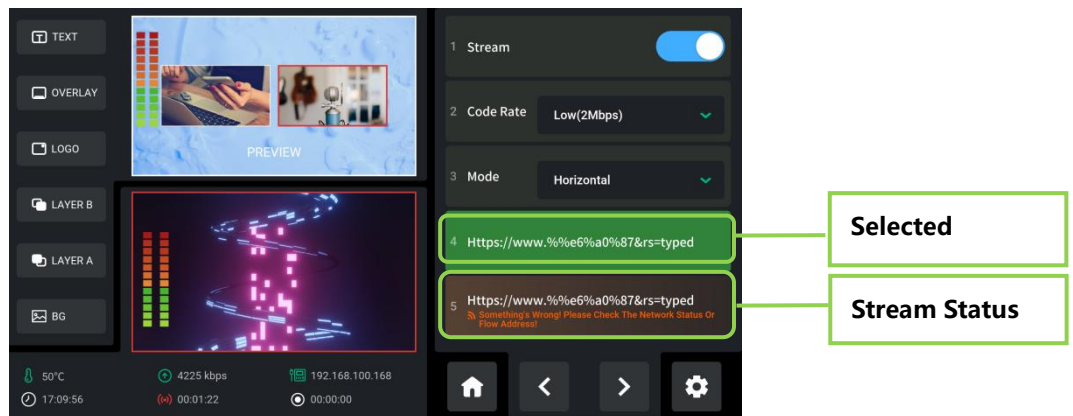 TEXT
OVERLAY
LOGO
LAYER B
LAYER A
BG
PREVIEW
50°C
4225 kbps
192.168.100.168
17:09:56
00:01:22
00:00:00
1 Stream
2 Code Rate Low(2Mbps)
3 Mode Horizontal
4 Https://www.%%e6%a0%87&rs=typed
5 Https://www.%%e6%a0%87&rs=typed
Something's Wrong! Please Check The Network Status Or
Flow Address!
Selected
Stream Status